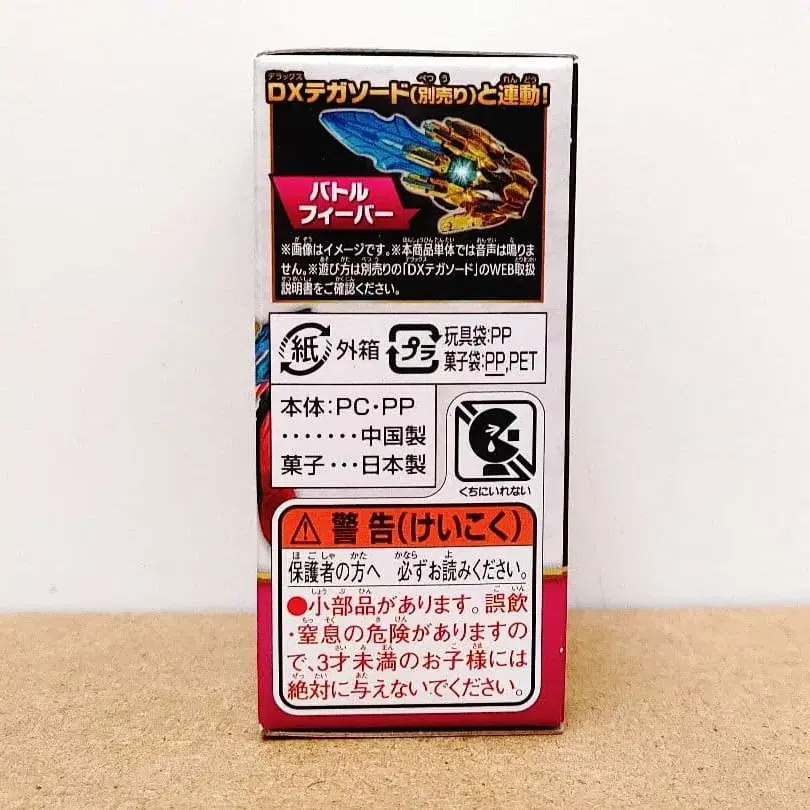 DXテガソード(別売り)と連動!
バトル
フィーバー
※画像はイメージです。※本商品単体では音声は鳴りま
せん。※遊び方は別売りの「DXテガソード」のWEB取扱
説明書をご確認ください。
紙 外箱 プラ 玩具袋:PP
菓子袋:PP,PET
本体:PC・PP
‥‥‥・中国製
菓子‥・日本製
くちにいれない
⚠ 警告(けいこく)
保護者の方へ 必ずお読みください。
●小部品があります。誤飲
・窒息の危険がありますの
で、3才未満のお子様には
絶対に与えないでください。